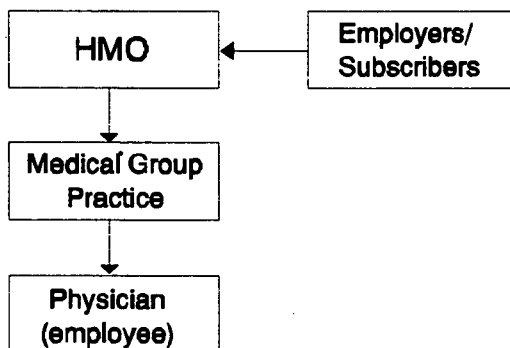 HMO
Employers/
Subscribers
Medical Group
Practice
Physician
(employee)